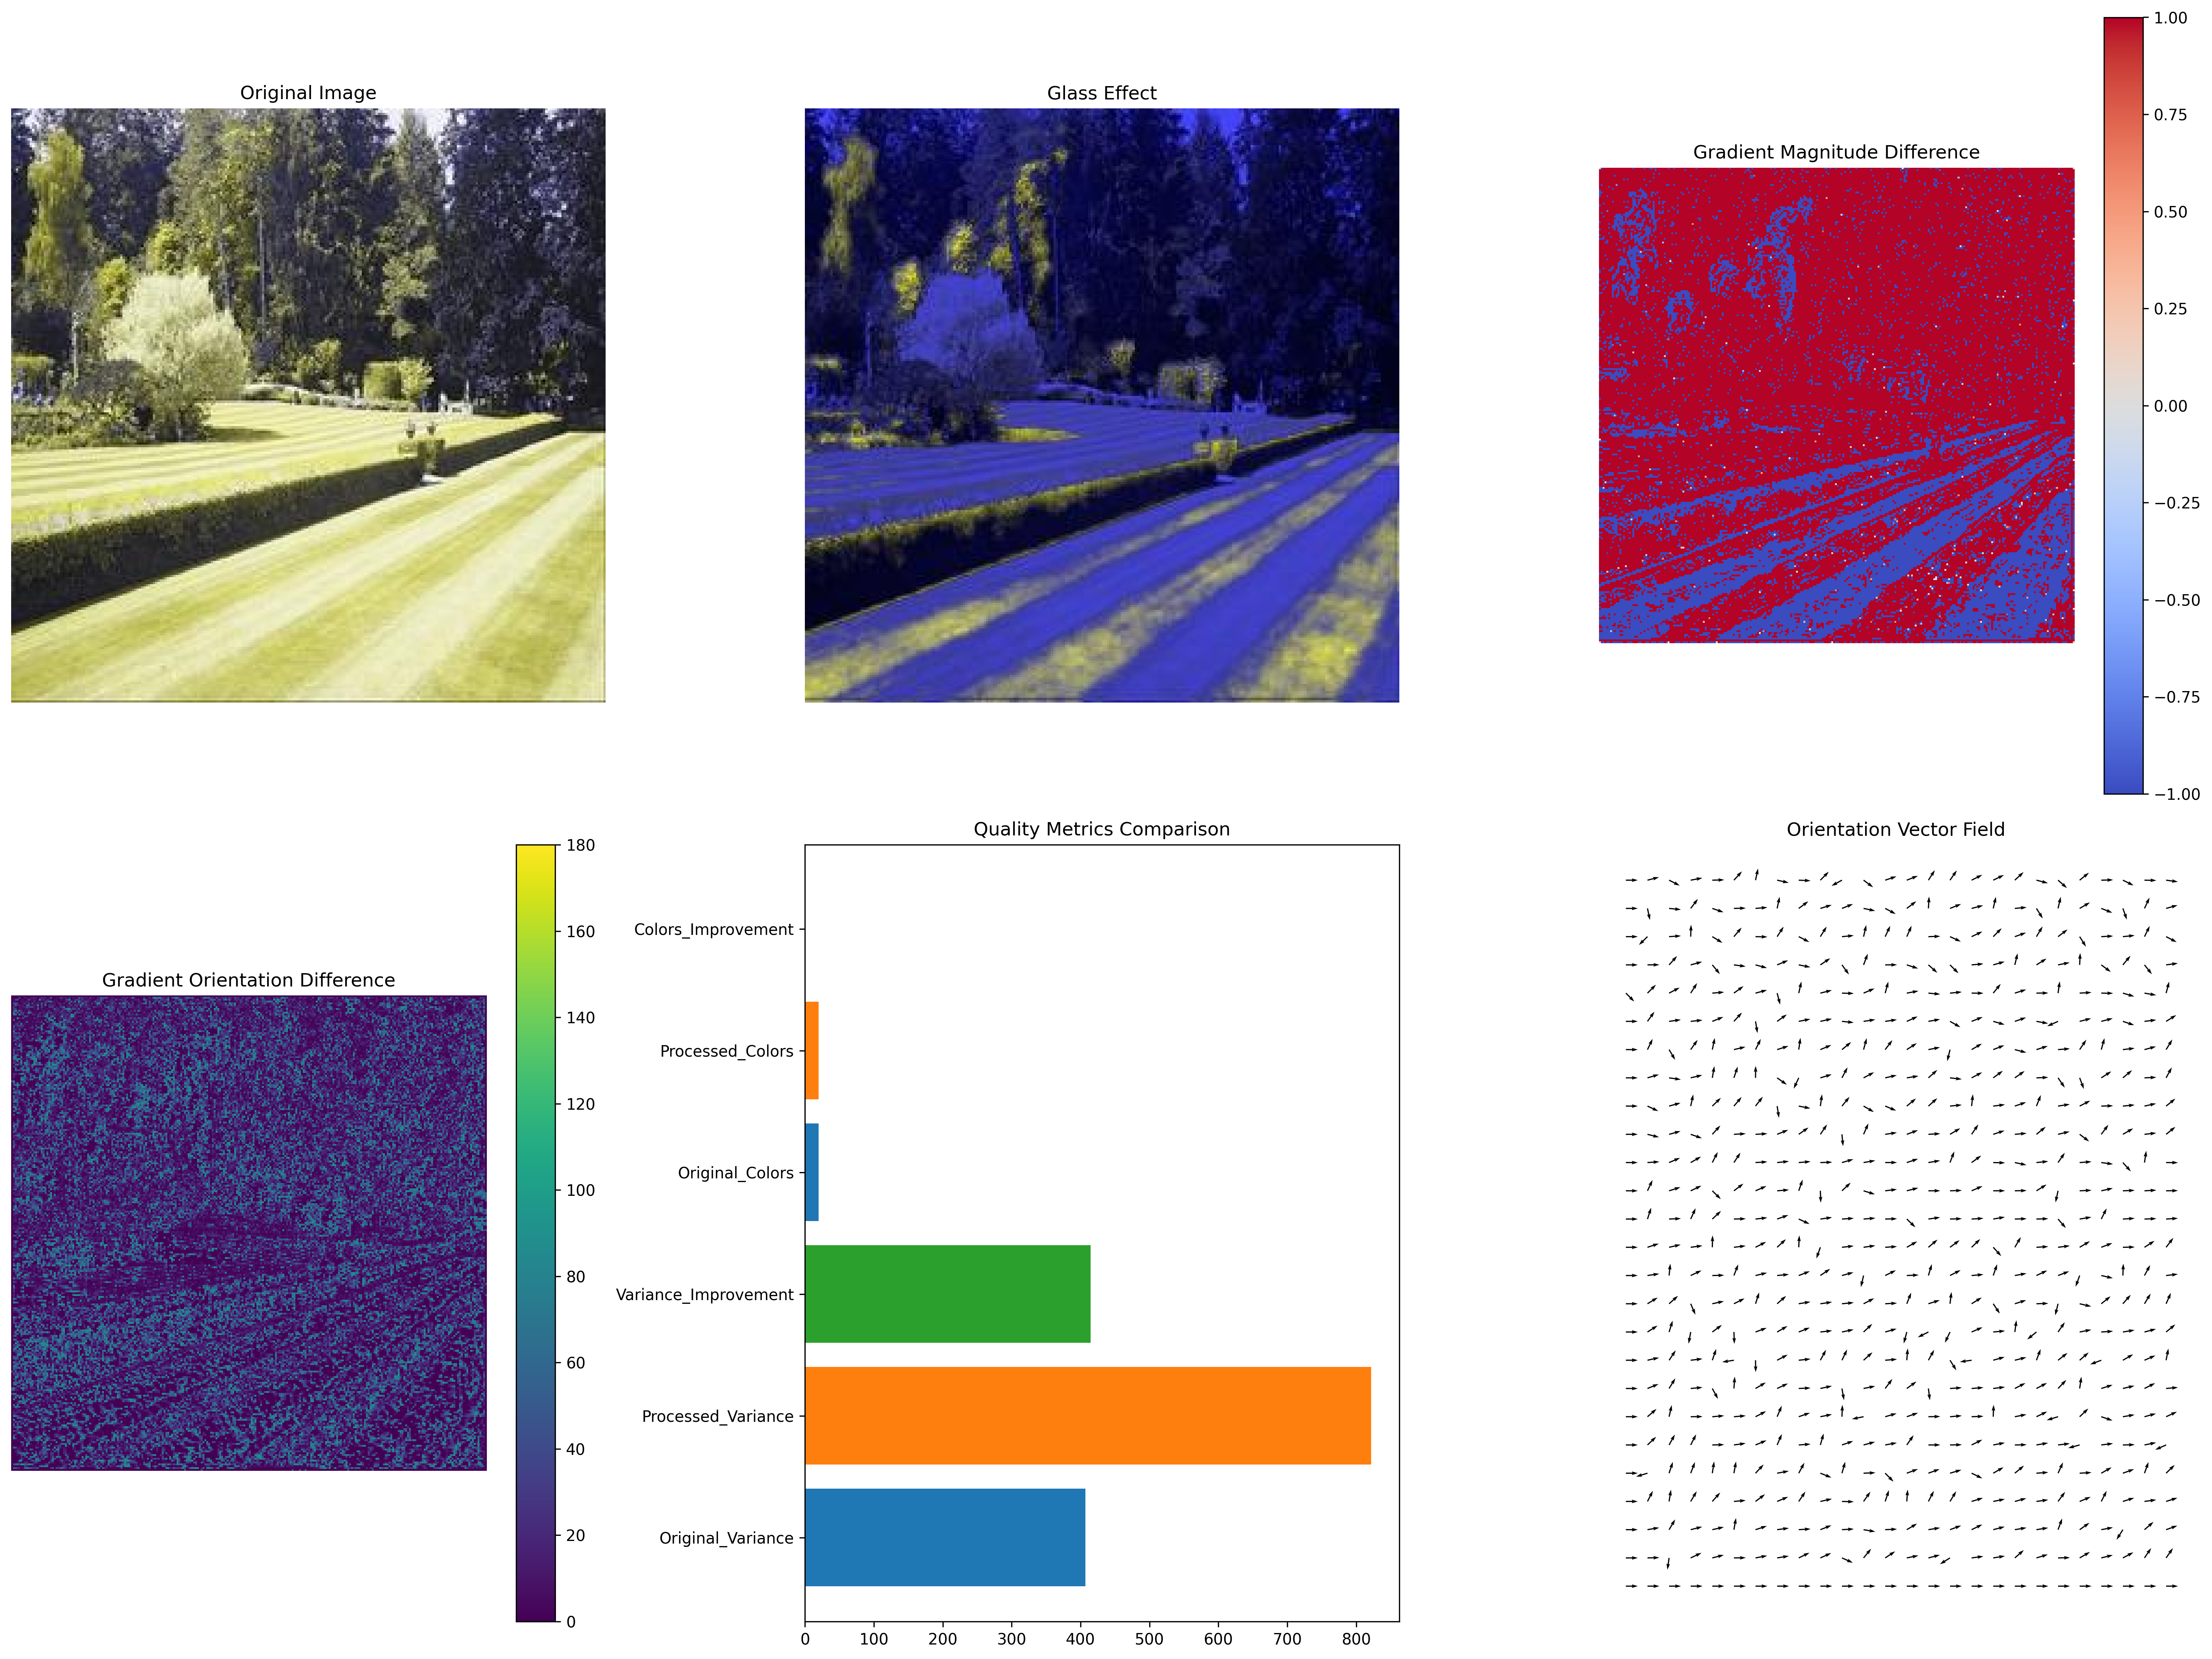 Original Image
Glass Effect
Gradient Magnitude Difference
1.00
0.75
0.50
0.25
0.00
−0.25
−0.50
−0.75
−1.00
Gradient Orientation Difference
180
160
140
120
100
80
60
40
20
0
Quality Metrics Comparison
Colors_Improvement
Processed_Colors
Original_Colors
Variance_Improvement
Processed_Variance
Original_Variance
0 100 200 300 400 500 600 700 800
Orientation Vector Field